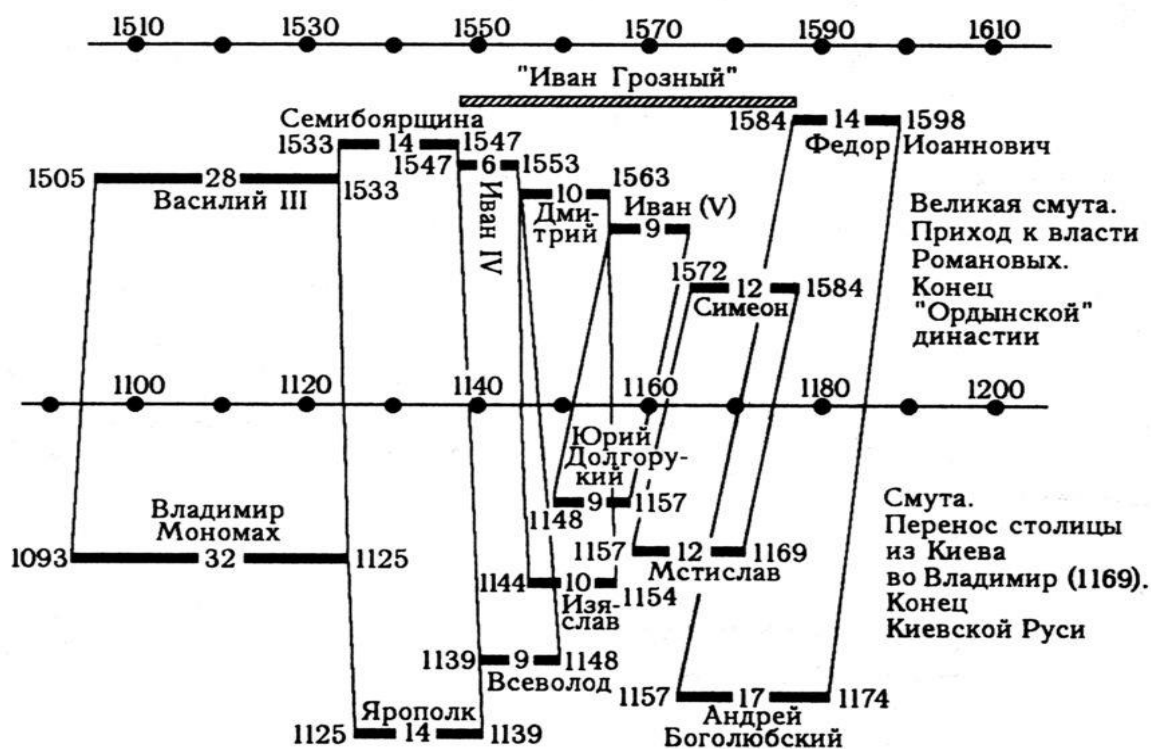 1510 1530 1550 1570 1590 1610
"Иван Грозный"
Семибоярщина
1533 14 1547
1584 14 1598
Федор Иоаннович
1547 6 1553
Иван IV
1505 28 1533
Василий III
10 1563
Дми-
трий
Иван (V)
9
1572 12 1584
Симеон
Великая смута.
Приход к власти
Романовых.
Конец
"Ордынской"
династии
1100 1120 1140 1160 1180 1200
Юрий
Долгору-
кий
1148 9 1157
Владимир
Мономах
1093 32 1125
1157 12 1169
Мстислав
1144 10 1154
Изя-
слав
1139 9 1148
Всеволод
1157 17 1174
Андрей
Боголюбский
Ярополк
1125 14 1139
Смута.
Перенос столицы
из Киева
во Владимир (1169).
Конец
Киевской Руси